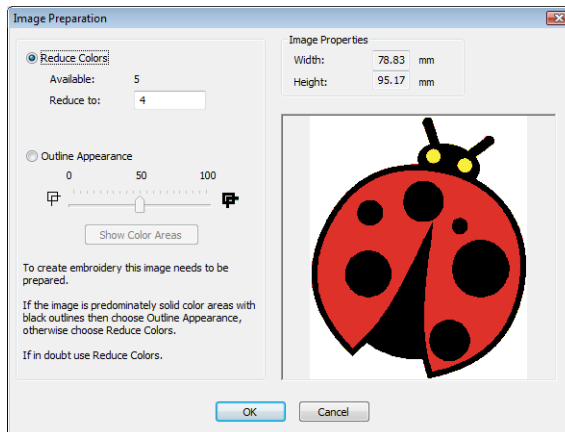 Image Preparation
Reduce Colors
Available: 5
Reduce to: 4
Outline Appearance
0 50 100
Show Color Areas
To create embroidery this image needs to be
prepared.
If the image is predominately solid color areas with
black outlines then choose Outline Appearance,
otherwise choose Reduce Colors.
If in doubt use Reduce Colors.
Image Properties
Width: 78.83 mm
Height: 95.17 mm
OK Cancel